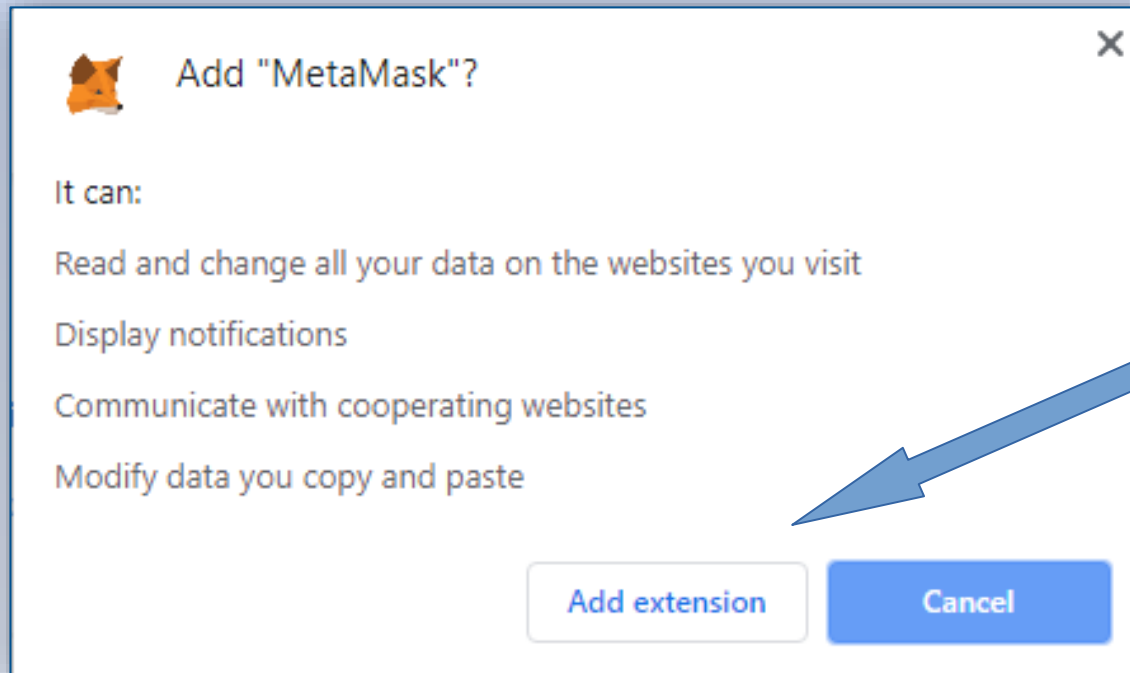 Add "MetaMask"?
It can:
Read and change all your data on the websites you visit
Display notifications
Communicate with cooperating websites
Modify data you copy and paste
Add extension
Cancel